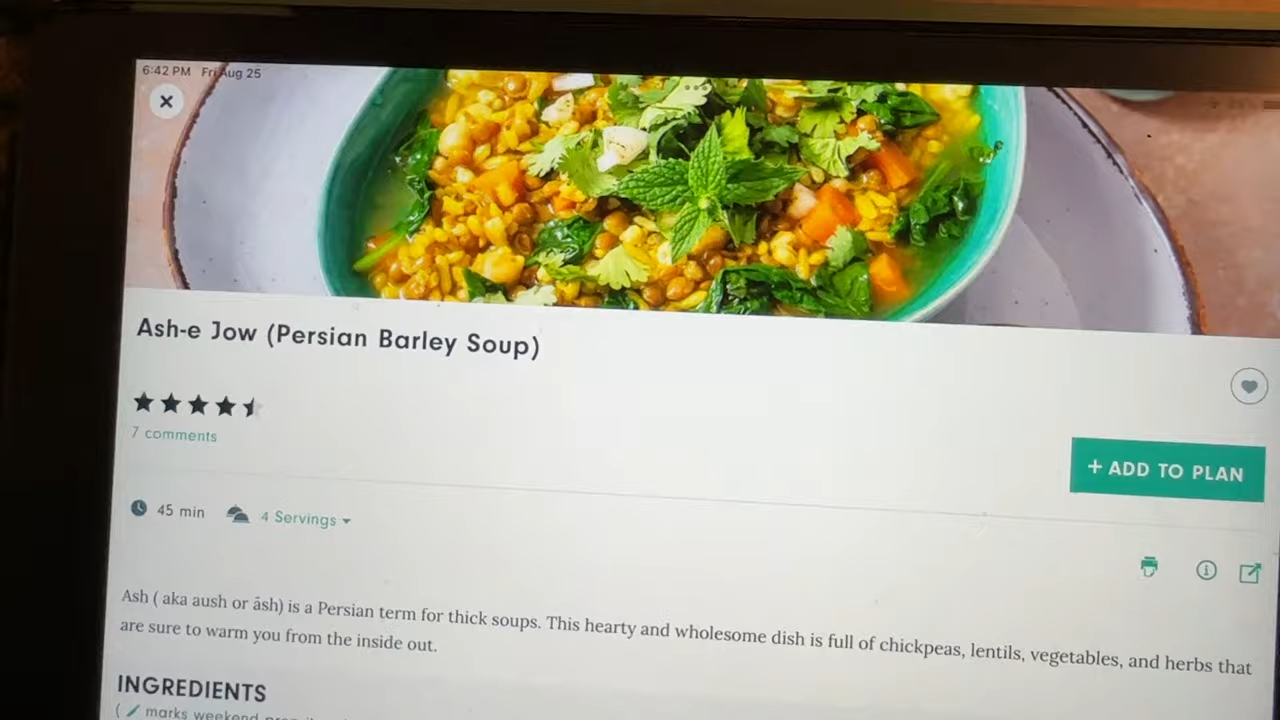 6:42 PM Fri Aug 25
Ash-e Jow (Persian Barley Soup)
7 comments
+ ADD TO PLAN
45 min 4 Servings
Ash ( aka aush or āsh) is a Persian term for thick soups. This hearty and wholesome dish is full of chickpeas, lentils, vegetables, and herbs that
are sure to warm you from the inside out.
INGREDIENTS
( marks weekend